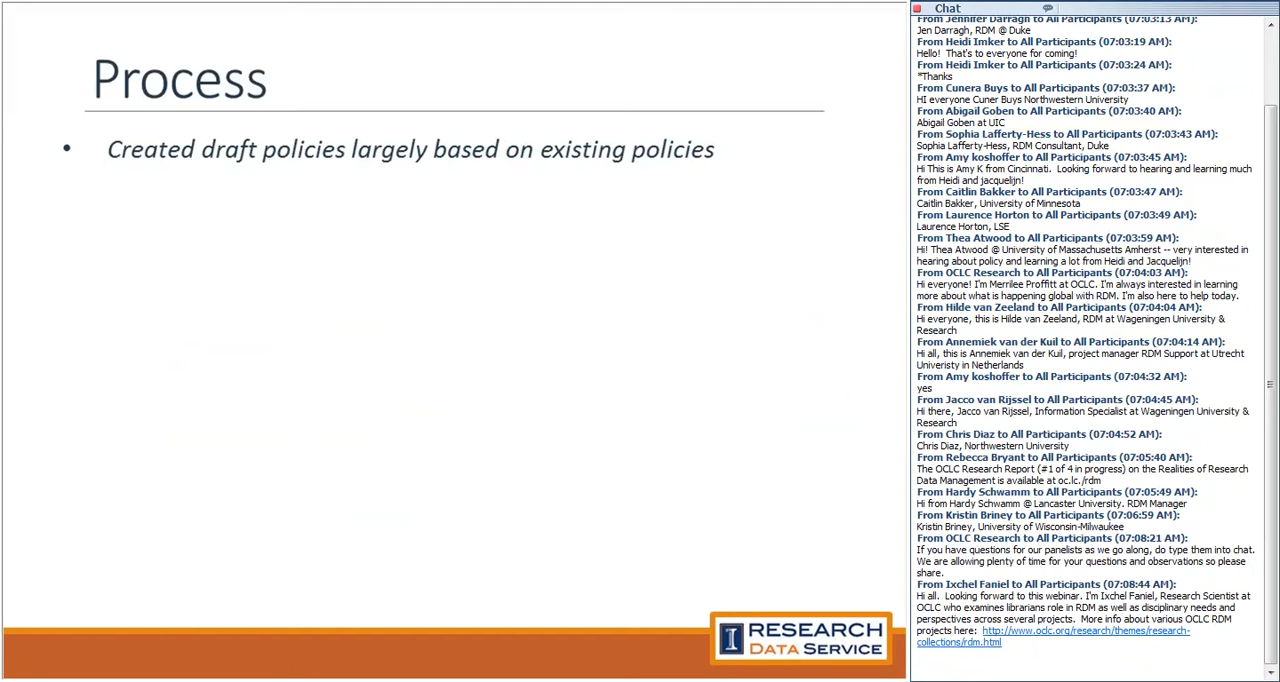 Process
• Created draft policies largely based on existing policies
I RESEARCH
DATA SERVICE
Chat
From Jennifer Darragh to All Participants (07:03:13 AM):
Jen Darragh, RDM @ Duke
From Heidi Imker to All Participants (07:03:19 AM):
Hello! That's to everyone for coming!
From Heidi Imker to All Participants (07:03:24 AM):
*Thanks
From Cunera Buys to All Participants (07:03:37 AM):
HI everyone Cuner Buys Northwestern University
From Abigail Goben to All Participants (07:03:40 AM):
Abigail Goben at UIC
From Sophia Lafferty-Hess to All Participants (07:03:43 AM):
Sophia Lafferty-Hess, RDM Consultant, Duke
From Amy koshoffer to All Participants (07:03:45 AM):
Hi This is Amy K from Cincinnati. Looking forward to hearing and learning much
from Heidi and jacquelijn!
From Caitlin Bakker to All Participants (07:03:47 AM):
Caitlin Bakker, University of Minnesota
From Laurence Horton to All Participants (07:03:49 AM):
Laurence Horton, LSE
From Thea Atwood to All Participants (07:03:59 AM):
Hi! Thea Atwood @ University of Massachusetts Amherst -- very interested in
hearing about policy and learning a lot from Heidi and Jacquelijn!
From OCLC Research to All Participants (07:04:03 AM):
Hi everyone! I'm Merrilee Proffitt at OCLC. I'm always interested in learning
more about what is happening global with RDM. I'm also here to help today.
From Hilde van Zeeland to All Participants (07:04:04 AM):
Hi everyone, this is Hilde van Zeeland, RDM at Wageningen University &
Research
From Annemiek van der Kuil to All Participants (07:04:14 AM):
Hi all, this is Annemiek van der Kuil, project manager RDM Support at Utrecht
Univeristy in Netherlands
From Amy koshoffer to All Participants (07:04:32 AM):
yes
From Jacco van Rijssel to All Participants (07:04:45 AM):
Hi there, Jacco van Rijssel, Information Specialist at Wageningen University &
Research
From Chris Diaz to All Participants (07:04:52 AM):
Chris Diaz, Northwestern University
From Rebecca Bryant to All Participants (07:05:40 AM):
The OCLC Research Report (#1 of 4 in progress) on the Realities of Research
Data Management is available at oc.lc./rdm
From Hardy Schwamm to All Participants (07:05:49 AM):
Hi from Hardy Schwamm @ Lancaster University. RDM Manager
From Kristin Briney to All Participants (07:06:59 AM):
Kristin Briney, University of Wisconsin-Milwaukee
From OCLC Research to All Participants (07:08:21 AM):
If you have questions for our panelists as we go along, do type them into chat.
We are allowing plenty of time for your questions and observations so please
share.
From Ixchel Faniel to All Participants (07:08:44 AM):
Hi all. Looking forward to this webinar. I'm Ixchel Faniel, Research Scientist at
OCLC who examines librarians role in RDM as well as disciplinary needs and
perspectives across several projects. More info about various OCLC RDM
projects here: http://www.oclc.org/research/themes/research-
collections/rdm.html